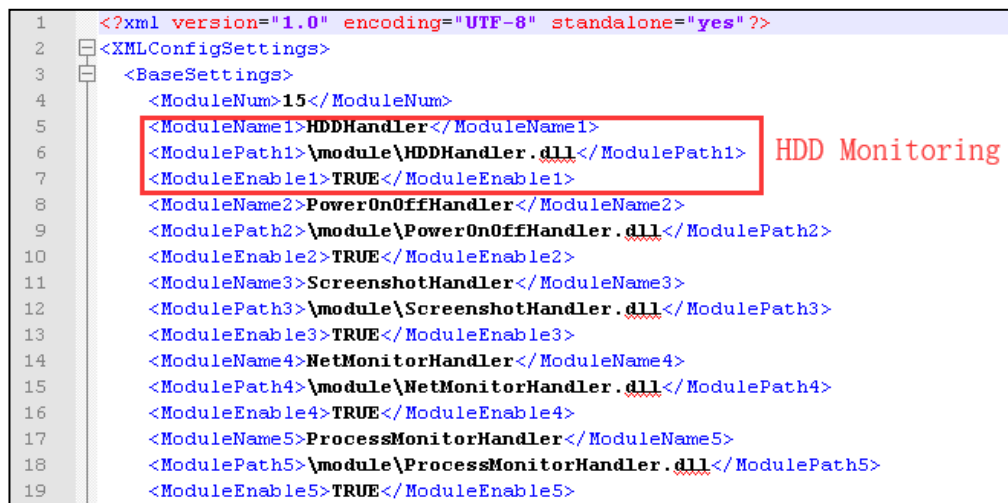 1 <?xml version="1.0" encoding="UTF-8" standalone="yes"?>
2 <XMLConfigSettings>
3 <BaseSettings>
4 <ModuleNum>15</ModuleNum>
5 <ModuleName1>HDDHandler</ModuleName1>
6 <ModulePath1>\module\HDDHandler.dll</ModulePath1> HDD Monitoring
7 <ModuleEnable1>TRUE</ModuleEnable1>
8 <ModuleName2>PowerOnOffHandler</ModuleName2>
9 <ModulePath2>\module\PowerOnOffHandler.dll</ModulePath2>
10 <ModuleEnable2>TRUE</ModuleEnable2>
11 <ModuleName3>ScreenshotHandler</ModuleName3>
12 <ModulePath3>\module\ScreenshotHandler.dll</ModulePath3>
13 <ModuleEnable3>TRUE</ModuleEnable3>
14 <ModuleName4>NetMonitorHandler</ModuleName4>
15 <ModulePath4>\module\NetMonitorHandler.dll</ModulePath4>
16 <ModuleEnable4>TRUE</ModuleEnable4>
17 <ModuleName5>ProcessMonitorHandler</ModuleName5>
18 <ModulePath5>\module\ProcessMonitorHandler.dll</ModulePath5>
19 <ModuleEnable5>TRUE</ModuleEnable5>